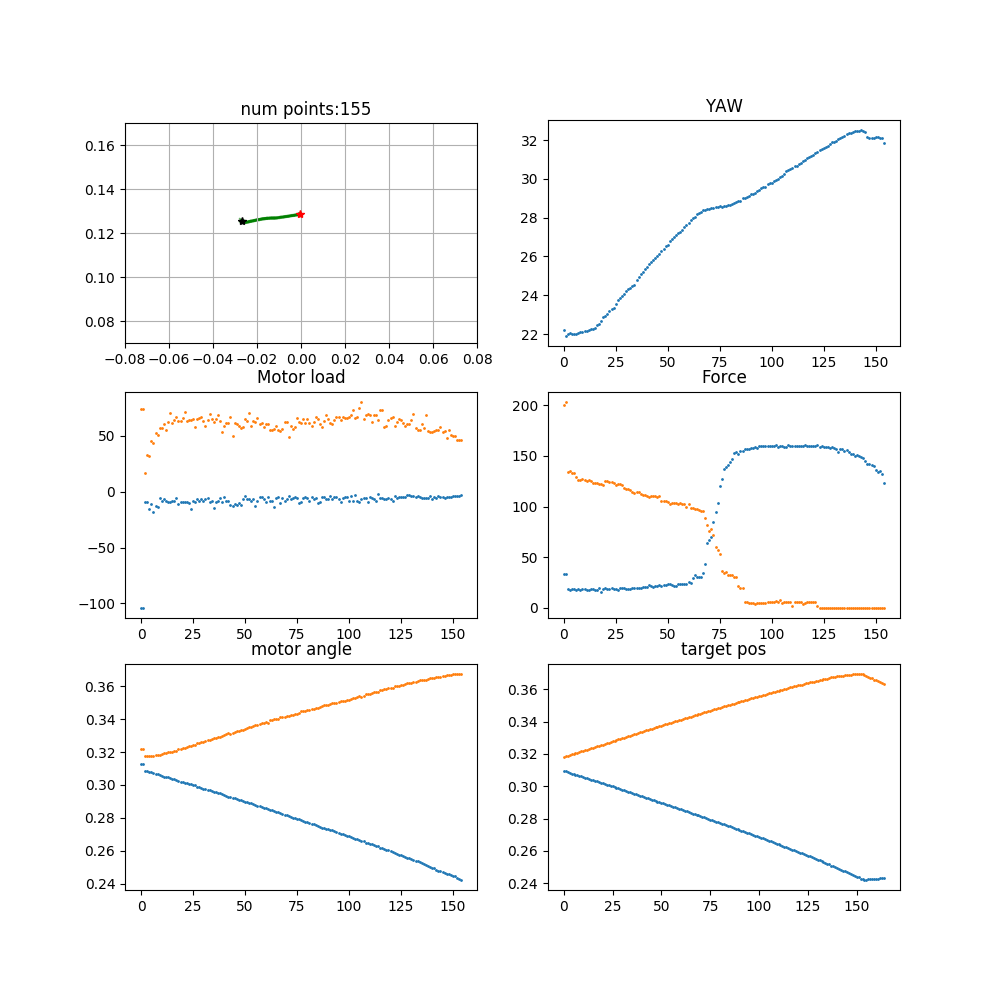 num points:155
0.16
0.14
0.12
0.10
0.08
−0.08 −0.06 −0.04 −0.02 0.00 0.02 0.04 0.06 0.08
YAW
32
30
28
26
24
22
0 25 50 75 100 125 150
Motor load
50
0
−50
−100
0 25 50 75 100 125 150
Force
200
150
100
50
0
0 25 50 75 100 125 150
motor angle
0.36
0.34
0.32
0.30
0.28
0.26
0.24
0 25 50 75 100 125 150
target pos
0.36
0.34
0.32
0.30
0.28
0.26
0.24
0 25 50 75 100 125 150